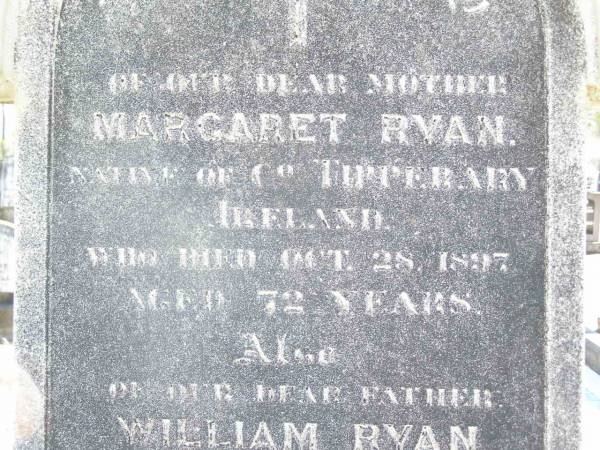 OF OUR DEAR MOTHER
MARGARET RYAN.
NATIVE OF Co. TIPPERARY
IRELAND.
WHO DIED OCT. 28, 1897
AGED 72 YEARS.
Also
OF OUR DEAR FATHER.
WILLIAM RYAN